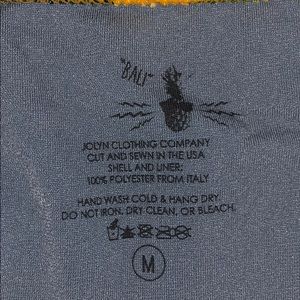 "BALI"
JOLYN CLOTHING COMPANY
CUT AND SEWN IN THE USA
SHELL AND LINER:
100% POLYESTER FROM ITALY
HAND WASH COLD & HANG DRY.
DO NOT IRON, DRY CLEAN, OR BLEACH.
M